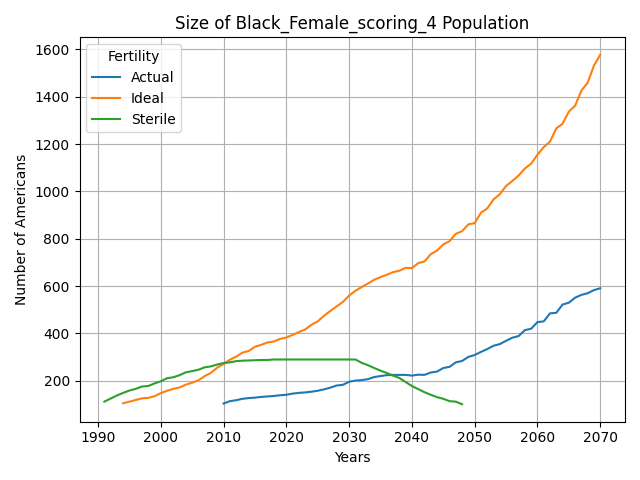 Size of Black_Female_scoring_4 Population
Fertility
Actual
Ideal
Sterile
Number of Americans
1600
1400
1200
1000
800
600
400
200
1990 2000 2010 2020 2030 2040 2050 2060 2070
Years